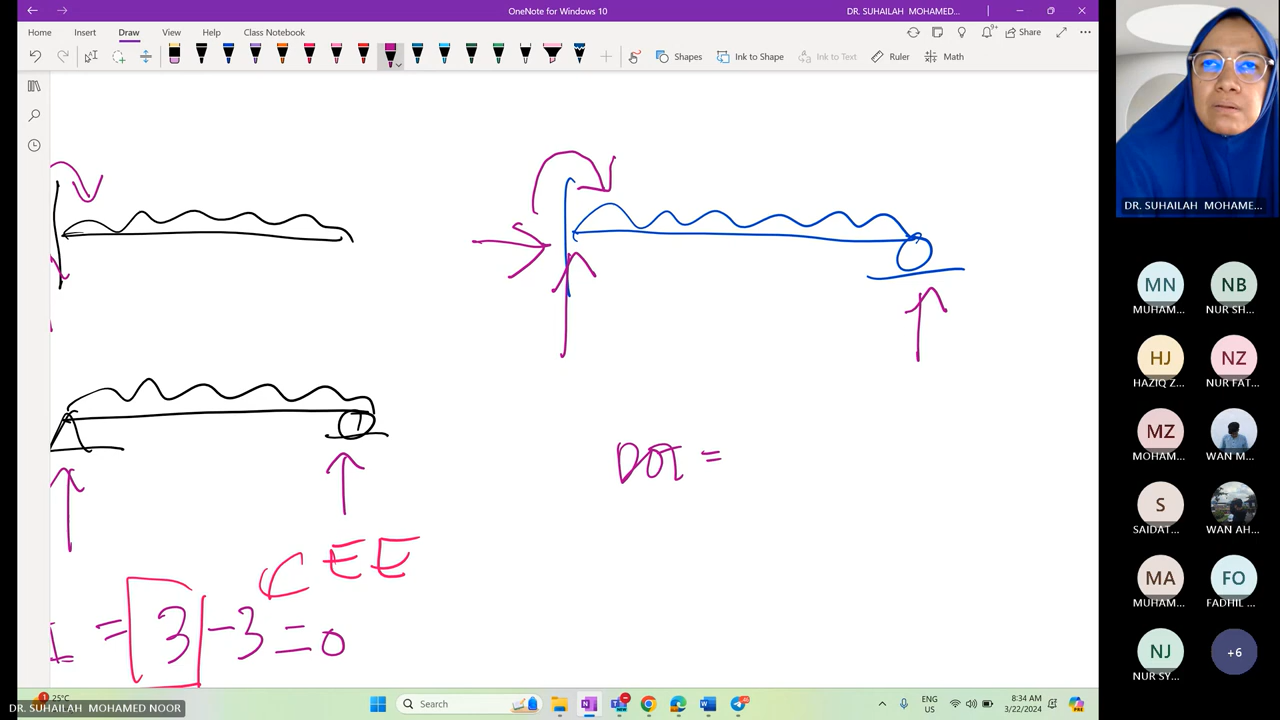 OneNote for Windows 10
DR. SUHAILAH MOHAMED...
Home Insert Draw View Help Class Notebook
Share
Shapes Ink to Shape Ink to Text Ruler Math
DR. SUHAILAH MOHAME...
MN NB
MUHAM... NUR SH...
HJ NZ
HAZIQ Z... NUR FAT...
MZ
MOHAM... WAN M...
S
SAIDAT... WAN AH...
MA FO
MUHAM... FADHIL ...
NJ +6
NUR SY...
DOI =
EE
I = 3 - 3 = 0
25°C
DR. SUHAILAH MOHAMED NOOR
Search
ENG
US
8:34 AM
3/22/2024